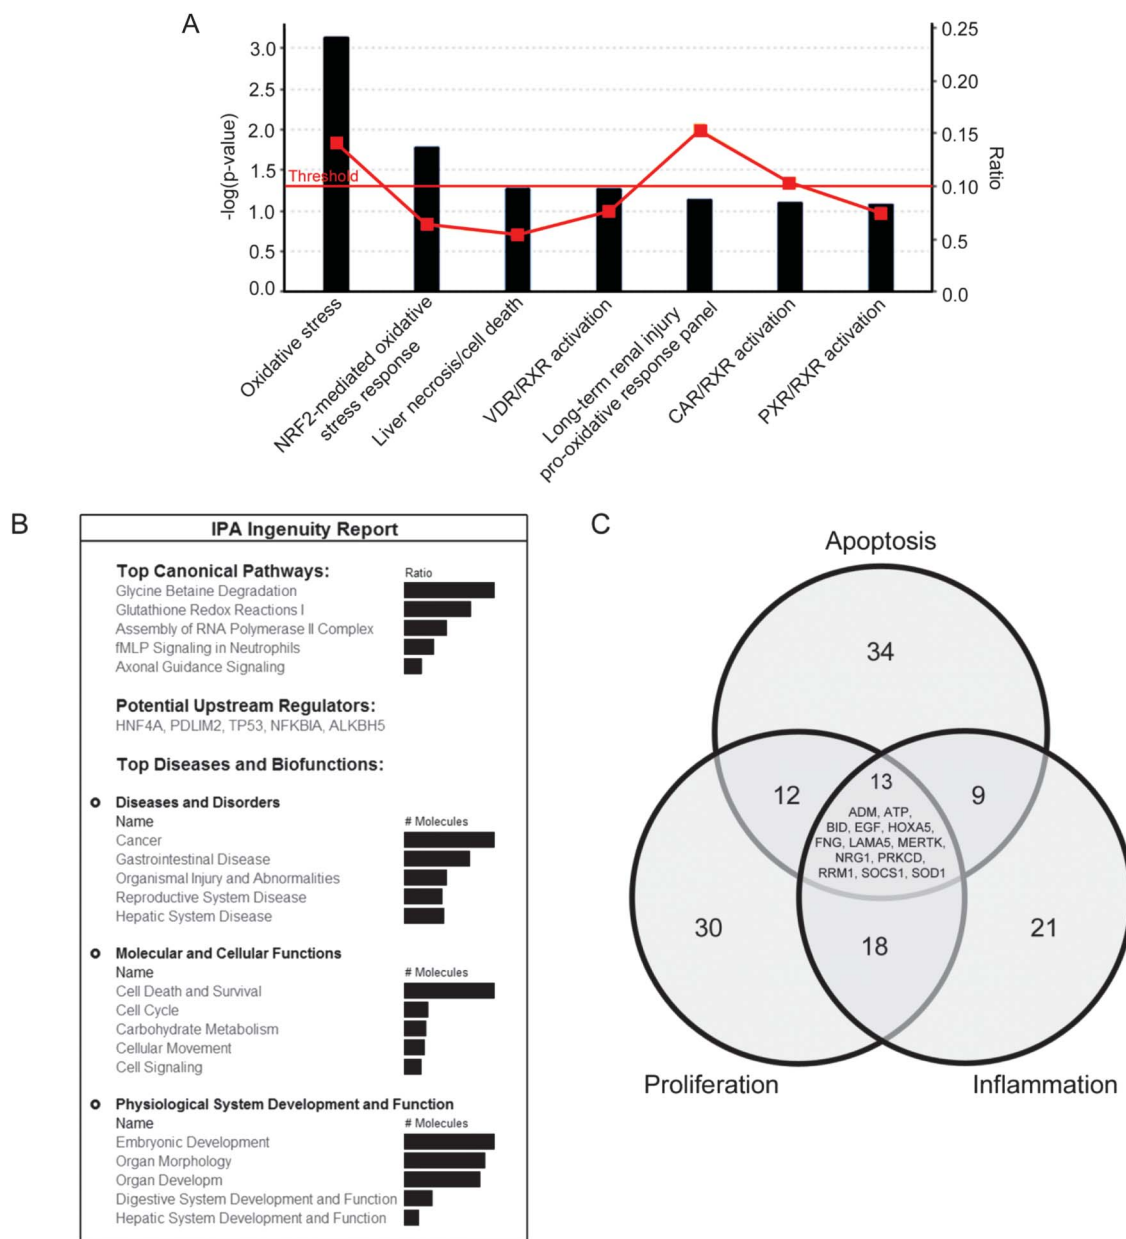 A
3.0
2.5
2.0
1.5
1.0
0.5
0.0
-log(p-value)
Threshold
0.25
0.20
0.15
0.10
0.5
0.0
Ratio
Oxidative stress
NRF2-mediated oxidative
stress response
Liver necrosis/cell death
VDR/RXR activation
Long-term renal injury
pro-oxidative response panel
CAR/RXR activation
PXR/RXR activation
B
IPA Ingenuity Report
Top Canonical Pathways:
Ratio
Glycine Betaine Degradation
Glutathione Redox Reactions I
Assembly of RNA Polymerase II Complex
fMLP Signaling in Neutrophils
Axonal Guidance Signaling
Potential Upstream Regulators:
HNF4A, PDLIM2, TP53, NFKBIA, ALKBH5
Top Diseases and Biofunctions:
Diseases and Disorders
Name # Molecules
Cancer
Gastrointestinal Disease
Organismal Injury and Abnormalities
Reproductive System Disease
Hepatic System Disease
Molecular and Cellular Functions
Name # Molecules
Cell Death and Survival
Cell Cycle
Carbohydrate Metabolism
Cellular Movement
Cell Signaling
Physiological System Development and Function
Name # Molecules
Embryonic Development
Organ Morphology
Organ Developm
Digestive System Development and Function
Hepatic System Development and Function
C
Apoptosis
34
12
13
9
ADM, ATP,
BID, EGF, HOXA5,
FNG, LAMA5, MERTK,
NRG1, PRKCD,
RRM1, SOCS1, SOD1
30
18
21
Proliferation
Inflammation